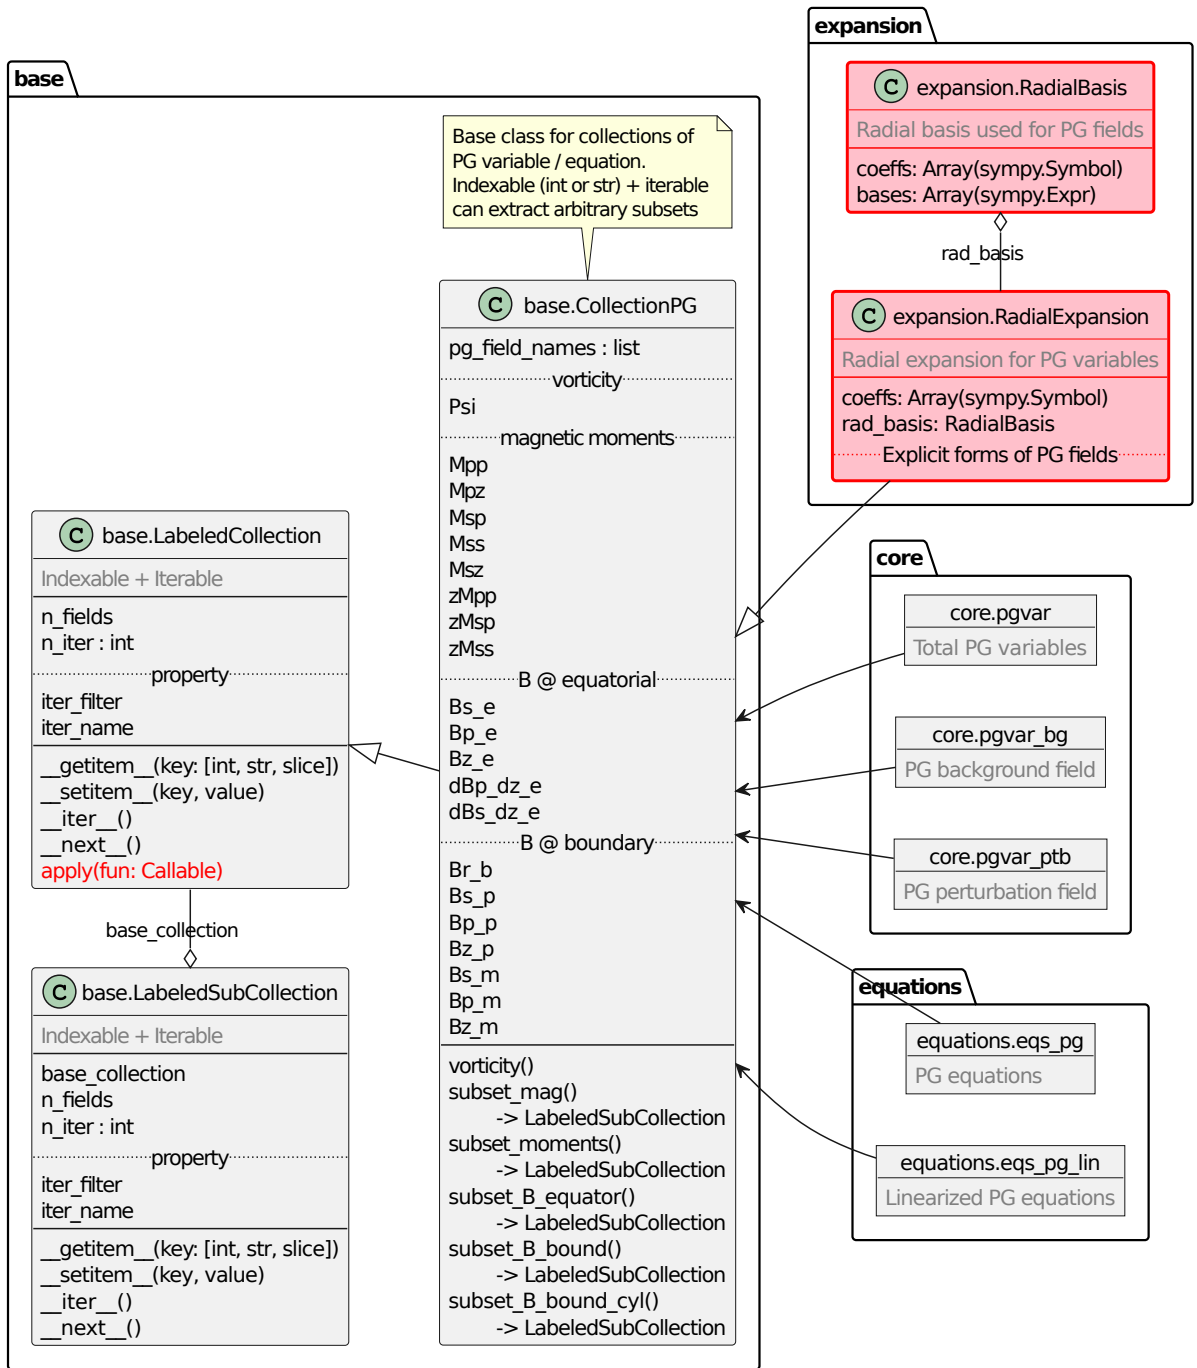 base
Base class for collections of
PG variable / equation.
Indexable (int or str) + iterable
can extract arbitrary subsets
C base.LabeledCollection
Indexable + Iterable
n_fields
n_iter : int
property
iter_filter
iter_name
__getitem__(key: [int, str, slice])
__setitem__(key, value)
__iter__()
__next__()
apply(fun: Callable)
base_collection
C base.LabeledSubCollection
Indexable + Iterable
base_collection
n_fields
n_iter : int
property
iter_filter
iter_name
__getitem__(key: [int, str, slice])
__setitem__(key, value)
__iter__()
__next__()
C base.CollectionPG
pg_field_names : list
vorticity
Psi
magnetic moments
Mpp
Mpz
Msp
Mss
Msz
zMpp
zMsp
zMss
B @ equatorial
Bs_e
Bp_e
Bz_e
dBp_dz_e
dBs_dz_e
B @ boundary
Br_b
Bs_p
Bp_p
Bz_p
Bs_m
Bp_m
Bz_m
vorticity()
subset_mag()
-> LabeledSubCollection
subset_moments()
-> LabeledSubCollection
subset_B_equator()
-> LabeledSubCollection
subset_B_bound()
-> LabeledSubCollection
subset_B_bound_cyl()
-> LabeledSubCollection
expansion
C expansion.RadialBasis
Radial basis used for PG fields
coeffs: Array(sympy.Symbol)
bases: Array(sympy.Expr)
rad_basis
C expansion.RadialExpansion
Radial expansion for PG variables
coeffs: Array(sympy.Symbol)
rad_basis: RadialBasis
Explicit forms of PG fields
core
core.pgvar
Total PG variables
core.pgvar_bg
PG background field
core.pgvar_ptb
PG perturbation field
equations
equations.eqs_pg
PG equations
equations.eqs_pg_lin
Linearized PG equations